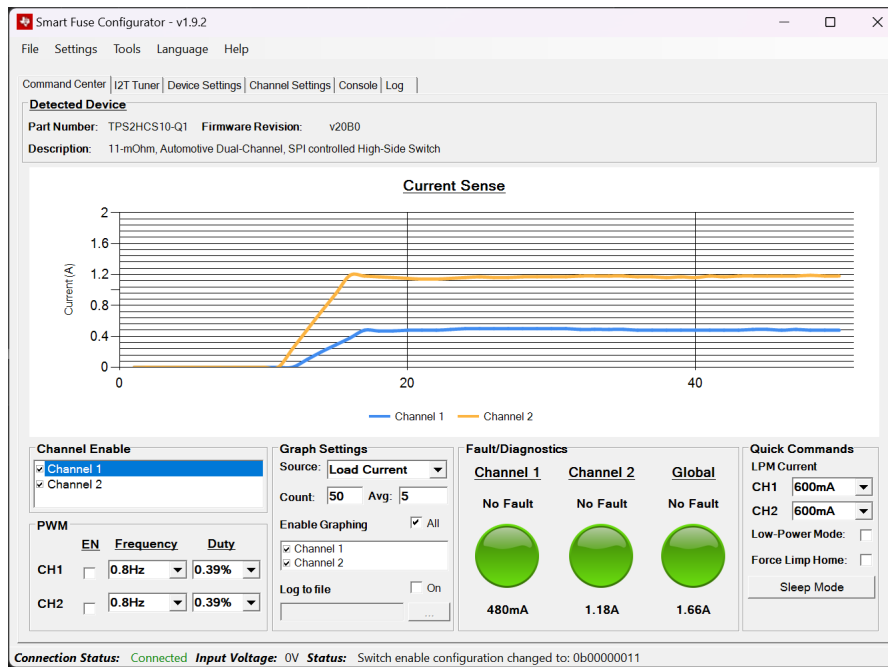 Smart Fuse Configurator - v1.9.2
File Settings Tools Language Help
Command Center I2T Tuner Device Settings Channel Settings Console Log
Detected Device
Part Number: TPS2HCS10-Q1 Firmware Revision: v20B0
Description: 11-mOhm, Automotive Dual-Channel, SPI controlled High-Side Switch
Current Sense
Current (A)
2
1.6
1.2
0.8
0.4
0
0 20 40
Channel 1 Channel 2
Channel Enable
Channel 1
Channel 2
PWM
EN Frequency Duty
CH1 0.8Hz 0.39%
CH2 0.8Hz 0.39%
Graph Settings
Source: Load Current
Count: 50 Avg: 5
Enable Graphing All
Channel 1
Channel 2
Log to file On
...
Fault/Diagnostics
Channel 1 Channel 2 Global
No Fault No Fault No Fault
480mA 1.18A 1.66A
Quick Commands
LPM Current
CH1 600mA
CH2 600mA
Low-Power Mode:
Force Limp Home:
Sleep Mode
Connection Status: Connected Input Voltage: 0V Status: Switch enable configuration changed to: 0b00000011